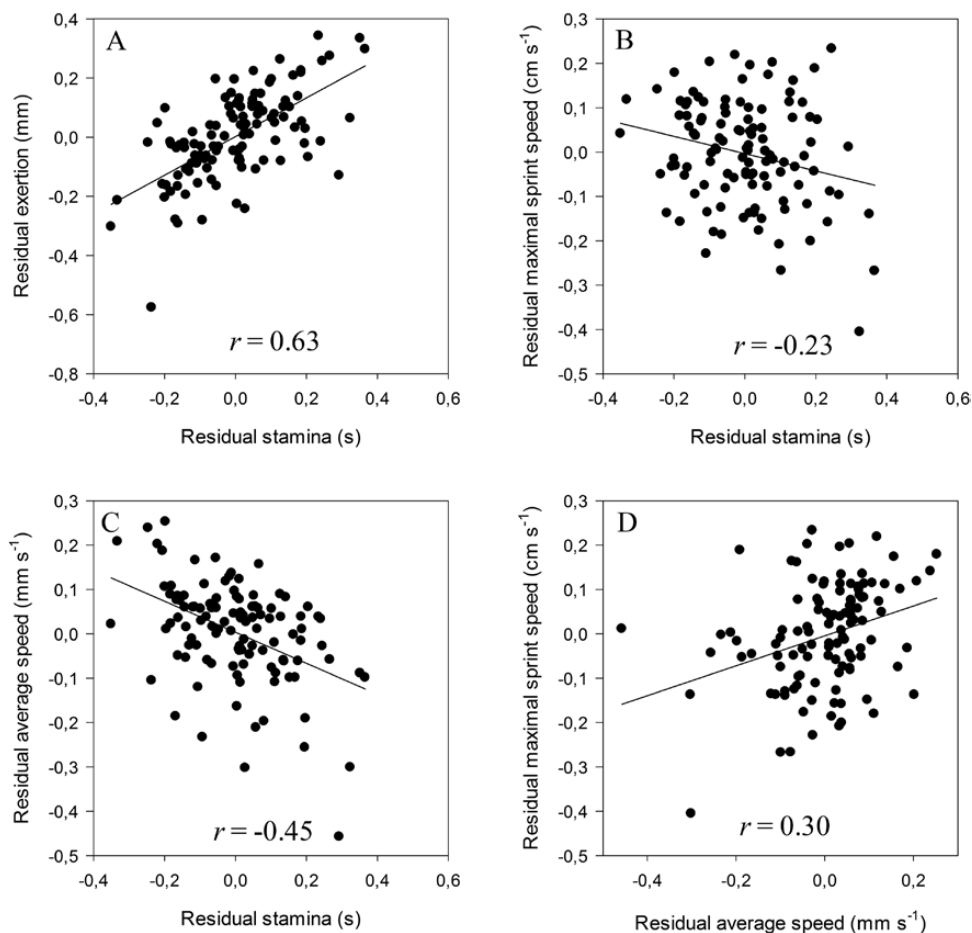 A
0,4
0,2
0,0
-0,2
-0,4
-0,6
-0,8
Residual exertion (mm)
r = 0.63
-0,4 -0,2 0,0 0,2 0,4 0,6
Residual stamina (s)
B
0,3
0,2
0,1
0,0
-0,1
-0,2
-0,3
-0,4
-0,5
Residual maximal sprint speed (cm s⁻¹)
r = -0.23
-0,4 -0,2 0,0 0,2 0,4 0,6
Residual stamina (s)
C
0,3
0,2
0,1
0,0
-0,1
-0,2
-0,3
-0,4
-0,5
Residual average speed (mm s⁻¹)
r = -0.45
-0,4 -0,2 0,0 0,2 0,4 0,6
Residual stamina (s)
D
0,3
0,2
0,1
0,0
-0,1
-0,2
-0,3
-0,4
-0,5
Residual maximal sprint speed (cm s⁻¹)
r = 0.30
-0,4 -0,2 0,0 0,2
Residual average speed (mm s⁻¹)